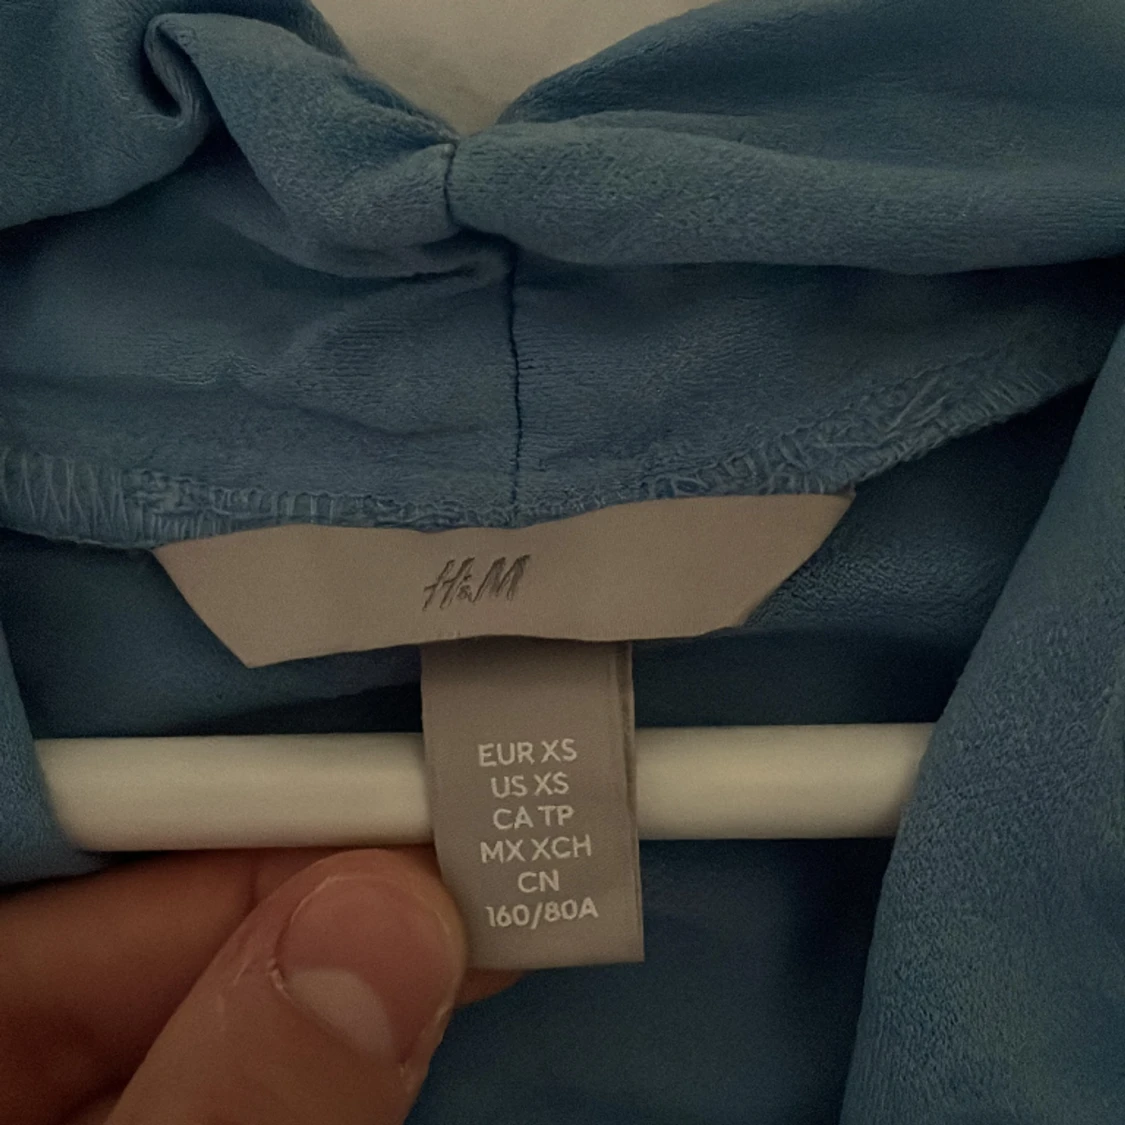 H&M
EUR XS
US XS
CA TP
MX XCH
CN
160/80A